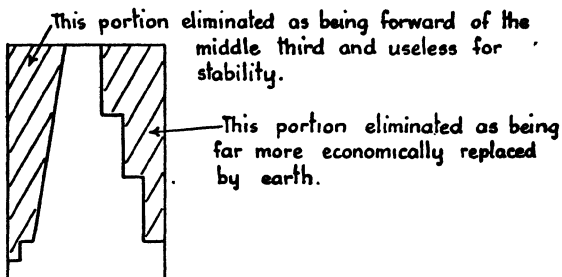 This portion eliminated as being forward of the
middle third and useless for
stability.
This portion eliminated as being
far more economically replaced
by earth.